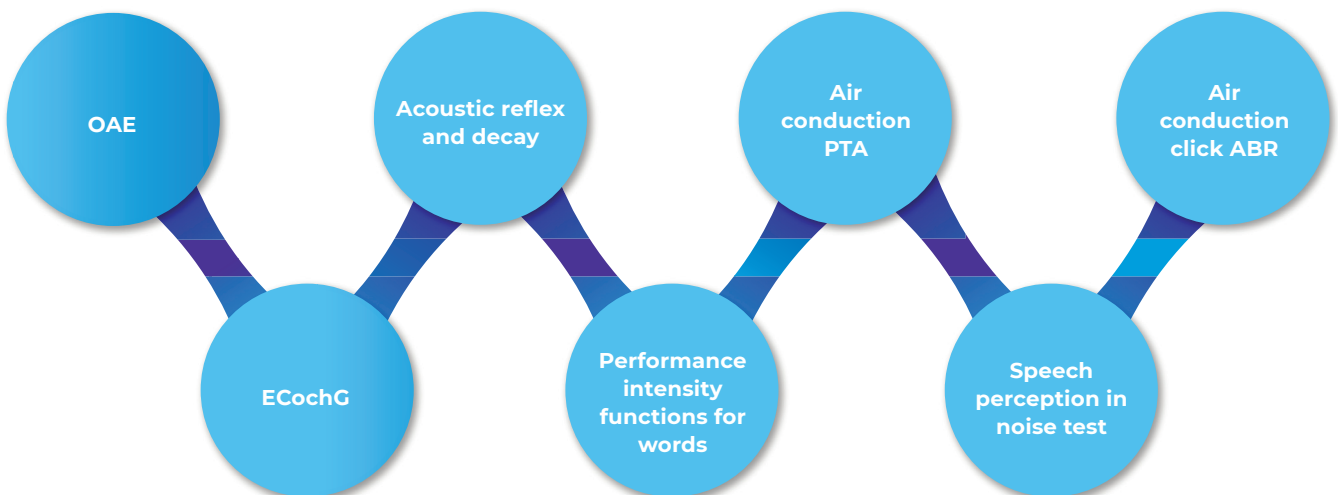 OAE
ECochG
Acoustic reflex
and decay
Performance
intensity
functions for
words
Air
conduction
PTA
Speech
perception in
noise test
Air
conduction
click ABR